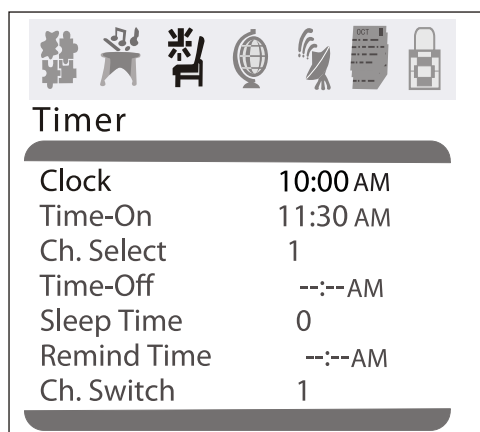 OCT
Timer
Clock 10:00 AM
Time-On 11:30 AM
Ch. Select 1
Time-Off --:--AM
Sleep Time 0
Remind Time --:--AM
Ch. Switch 1